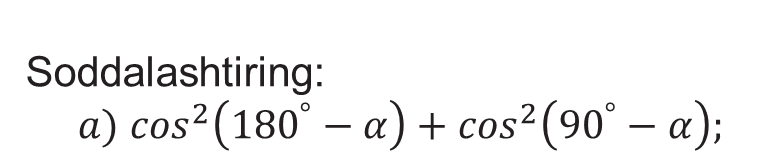 Soddalashtiring:
a) cos²(180° − α) + cos²(90° − α);